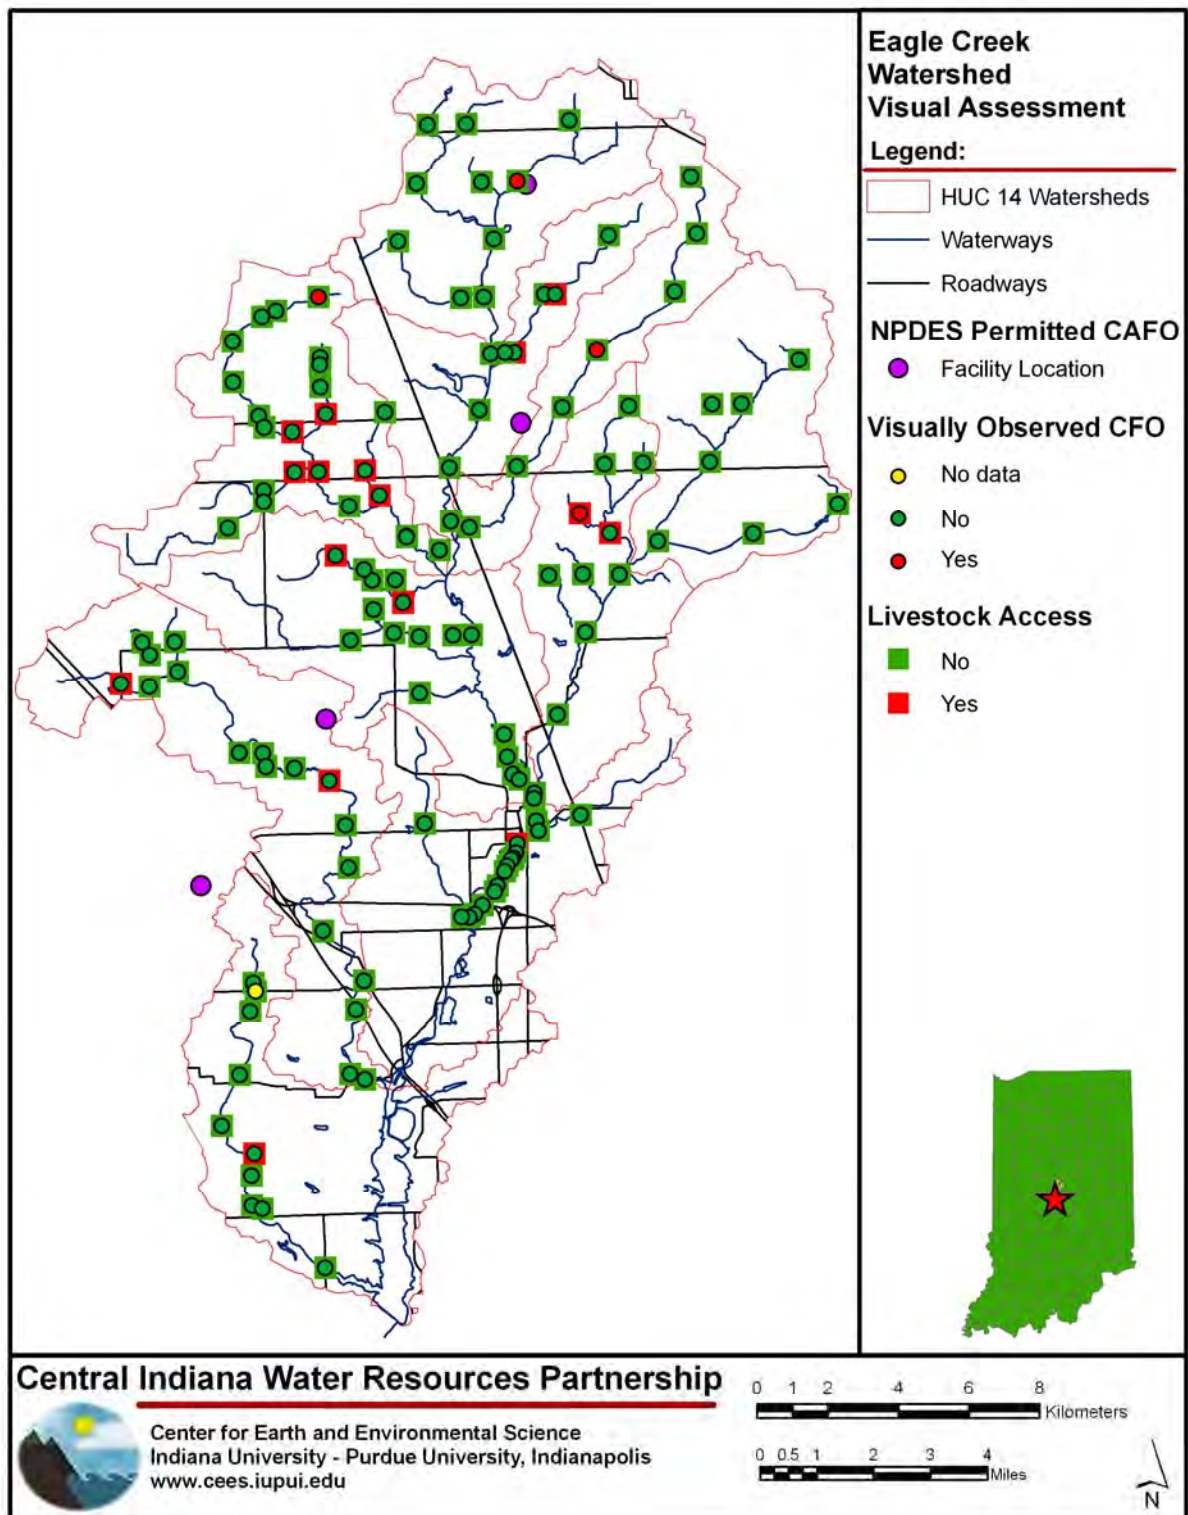 Eagle Creek
Watershed
Visual Assessment
Legend:
HUC 14 Watersheds
Waterways
Roadways
NPDES Permitted CAFO
Facility Location
Visually Observed CFO
No data
No
Yes
Livestock Access
No
Yes
Central Indiana Water Resources Partnership
Center for Earth and Environmental Science
Indiana University - Purdue University, Indianapolis
www.cees.iupui.edu
0 1 2 4 6 8
Kilometers
0 0.5 1 2 3 4
Miles
N